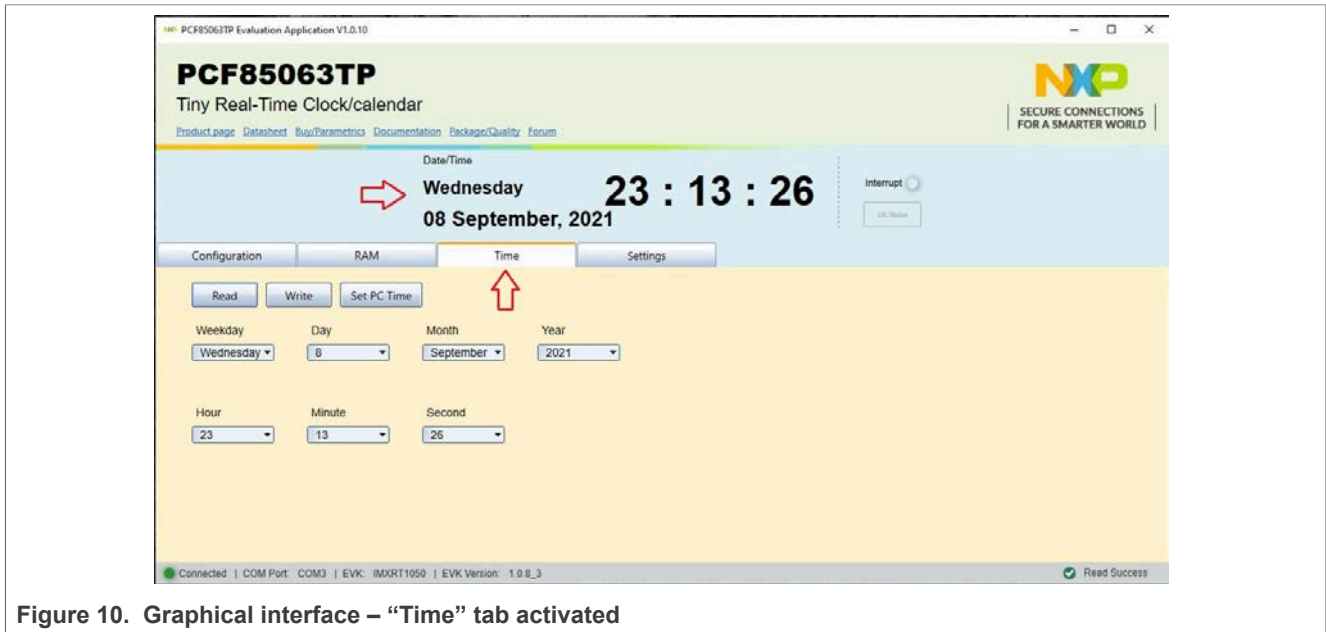 PCF85063TP Evaluation Application V1.0.10
PCF85063TP
Tiny Real-Time Clock/calendar
Product page Datasheet Buy/Parametrics Documentation Package/Quality Forum
NXP
SECURE CONNECTIONS
FOR A SMARTER WORLD
Date/Time
Wednesday
08 September, 2021
23 : 13 : 26
Interrupt
OS Status
Configuration RAM Time Settings
Read Write Set PC Time
Weekday Day Month Year
Wednesday 8 September 2021
Hour Minute Second
23 13 26
Connected | COM Port: COM3 | EVK: IMXRT1050 | EVK Version: 1.0.8_3 Read Success
Figure 10. Graphical interface – “Time” tab activated